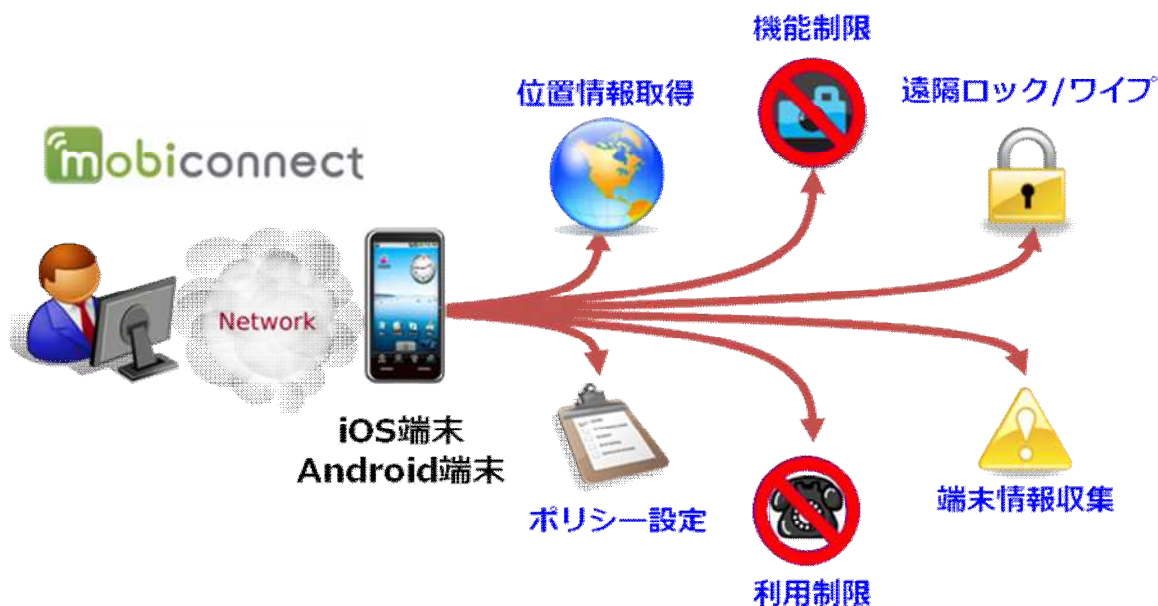 機能制限
位置情報取得
遠隔ロック/ワイプ
mobiconnect
Network
iOS端末
Android端末
ポリシー設定
端末情報収集
利用制限